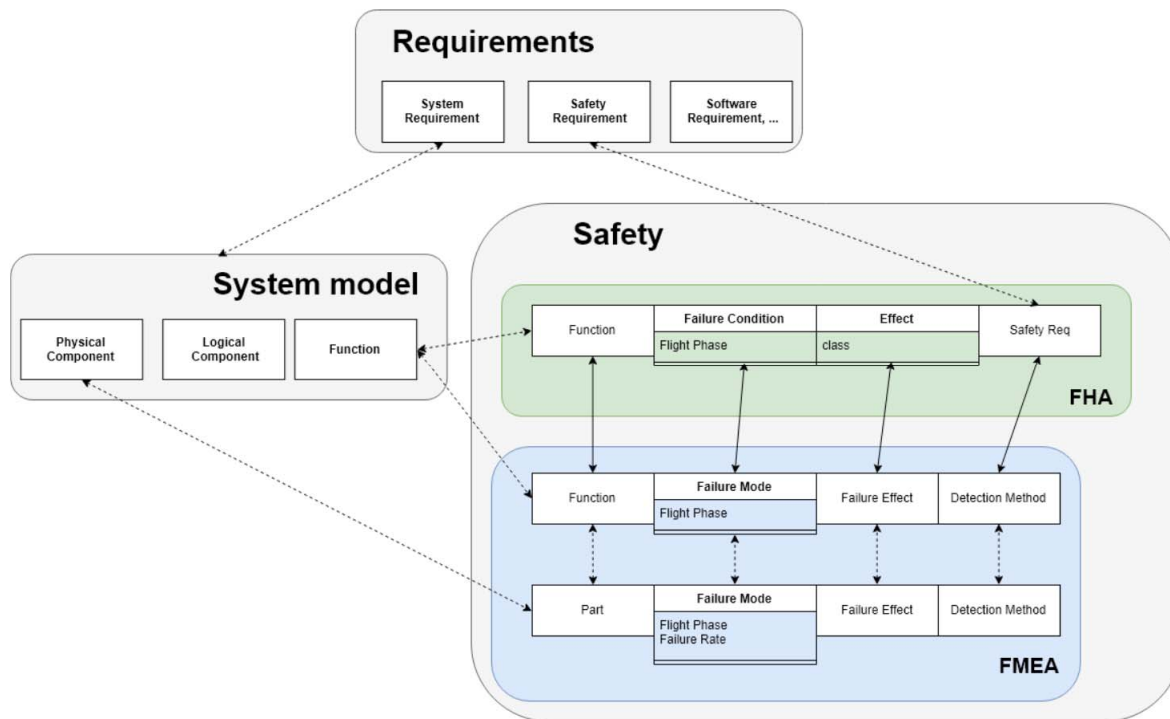 Requirements
System
Requirement
Safety
Requirement
Software
Requirement, ...
Safety
System model
Physical
Component
Logical
Component
Function
Function
Failure Condition
Flight Phase
Effect
class
Safety Req
FHA
Function
Failure Mode
Flight Phase
Failure Effect
Detection Method
Part
Failure Mode
Flight Phase
Failure Rate
Failure Effect
Detection Method
FMEA